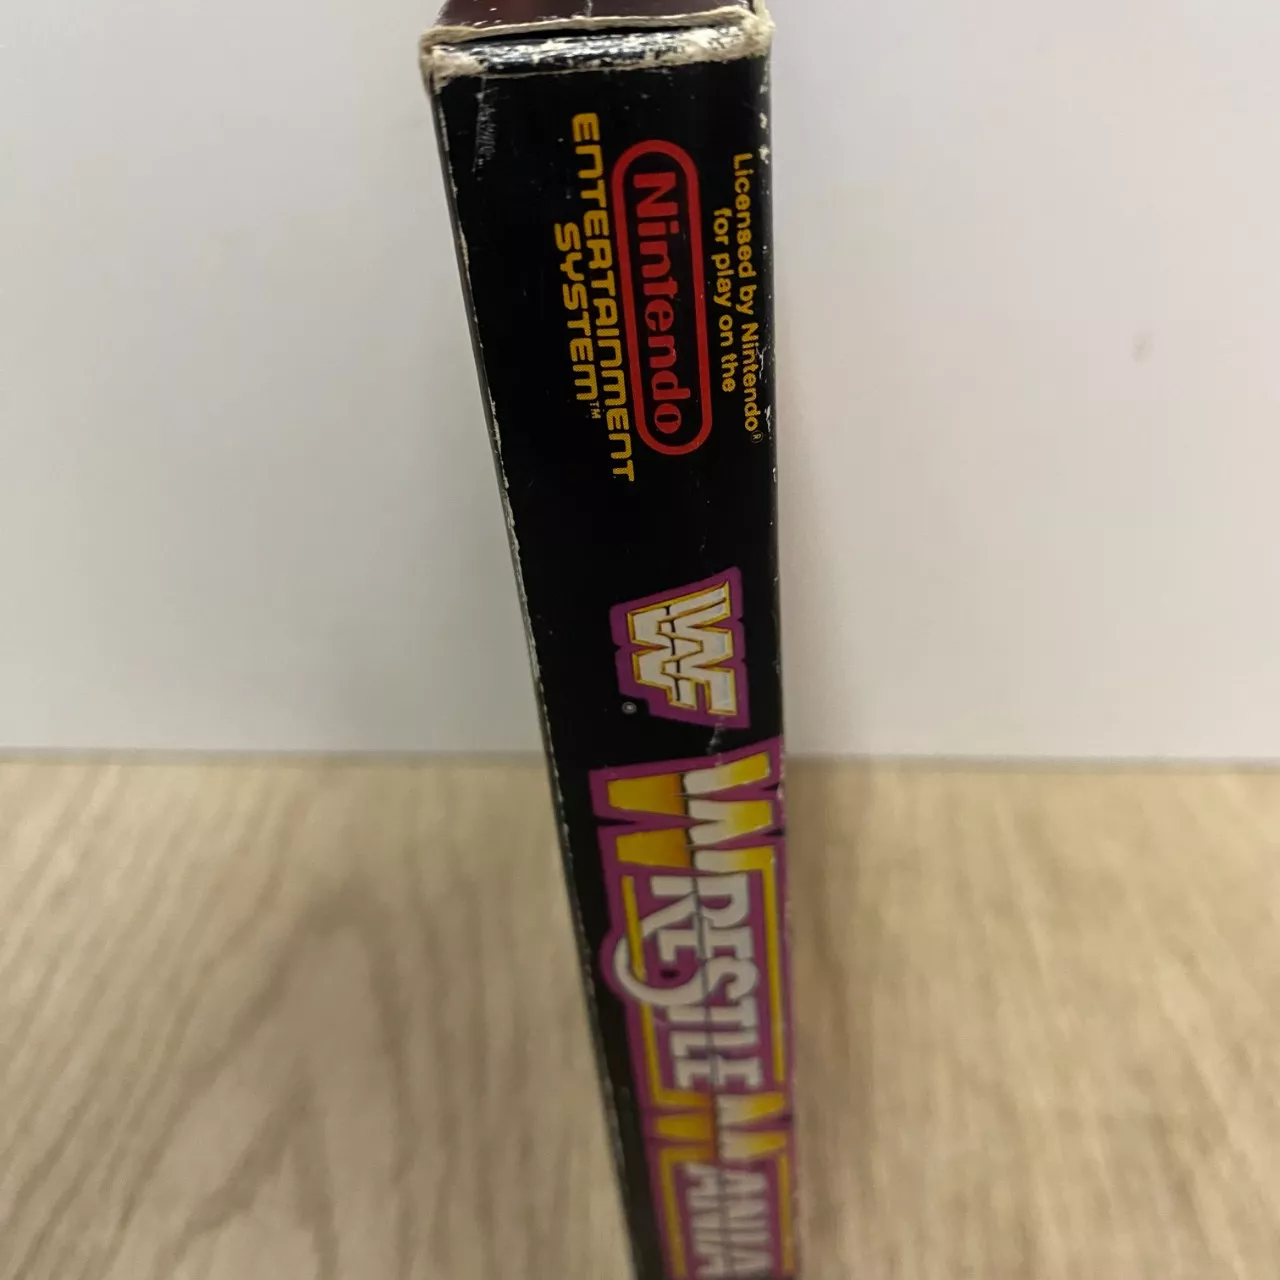 Licensed by Nintendo®
for play on the
Nintendo
ENTERTAINMENT
SYSTEM™
WF®
WRESTLEMANIA